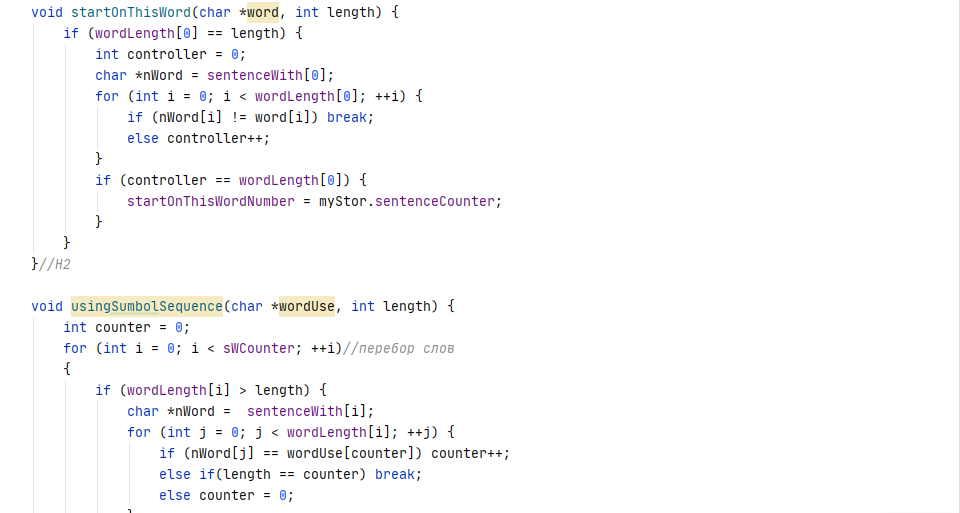 void startOnThisWord(char *word, int length) {
    if (wordLength[0] == length) {
        int controller = 0;
        char *nWord = sentenceWith[0];
        for (int i = 0; i < wordLength[0]; ++i) {
            if (nWord[i] != word[i]) break;
            else controller++;
        }
        if (controller == wordLength[0]) {
            startOnThisWordNumber = myStor.sentenceCounter;
        }
    }
}//H2

void usingSumbolSequence(char *wordUse, int length) {
    int counter = 0;
    for (int i = 0; i < sWCounter; ++i)//перебор слов
    {
        if (wordLength[i] > length) {
            char *nWord =  sentenceWith[i];
            for (int j = 0; j < wordLength[i]; ++j) {
                if (nWord[j] == wordUse[counter]) counter++;
                else if(length == counter) break;
                else counter = 0;
            }